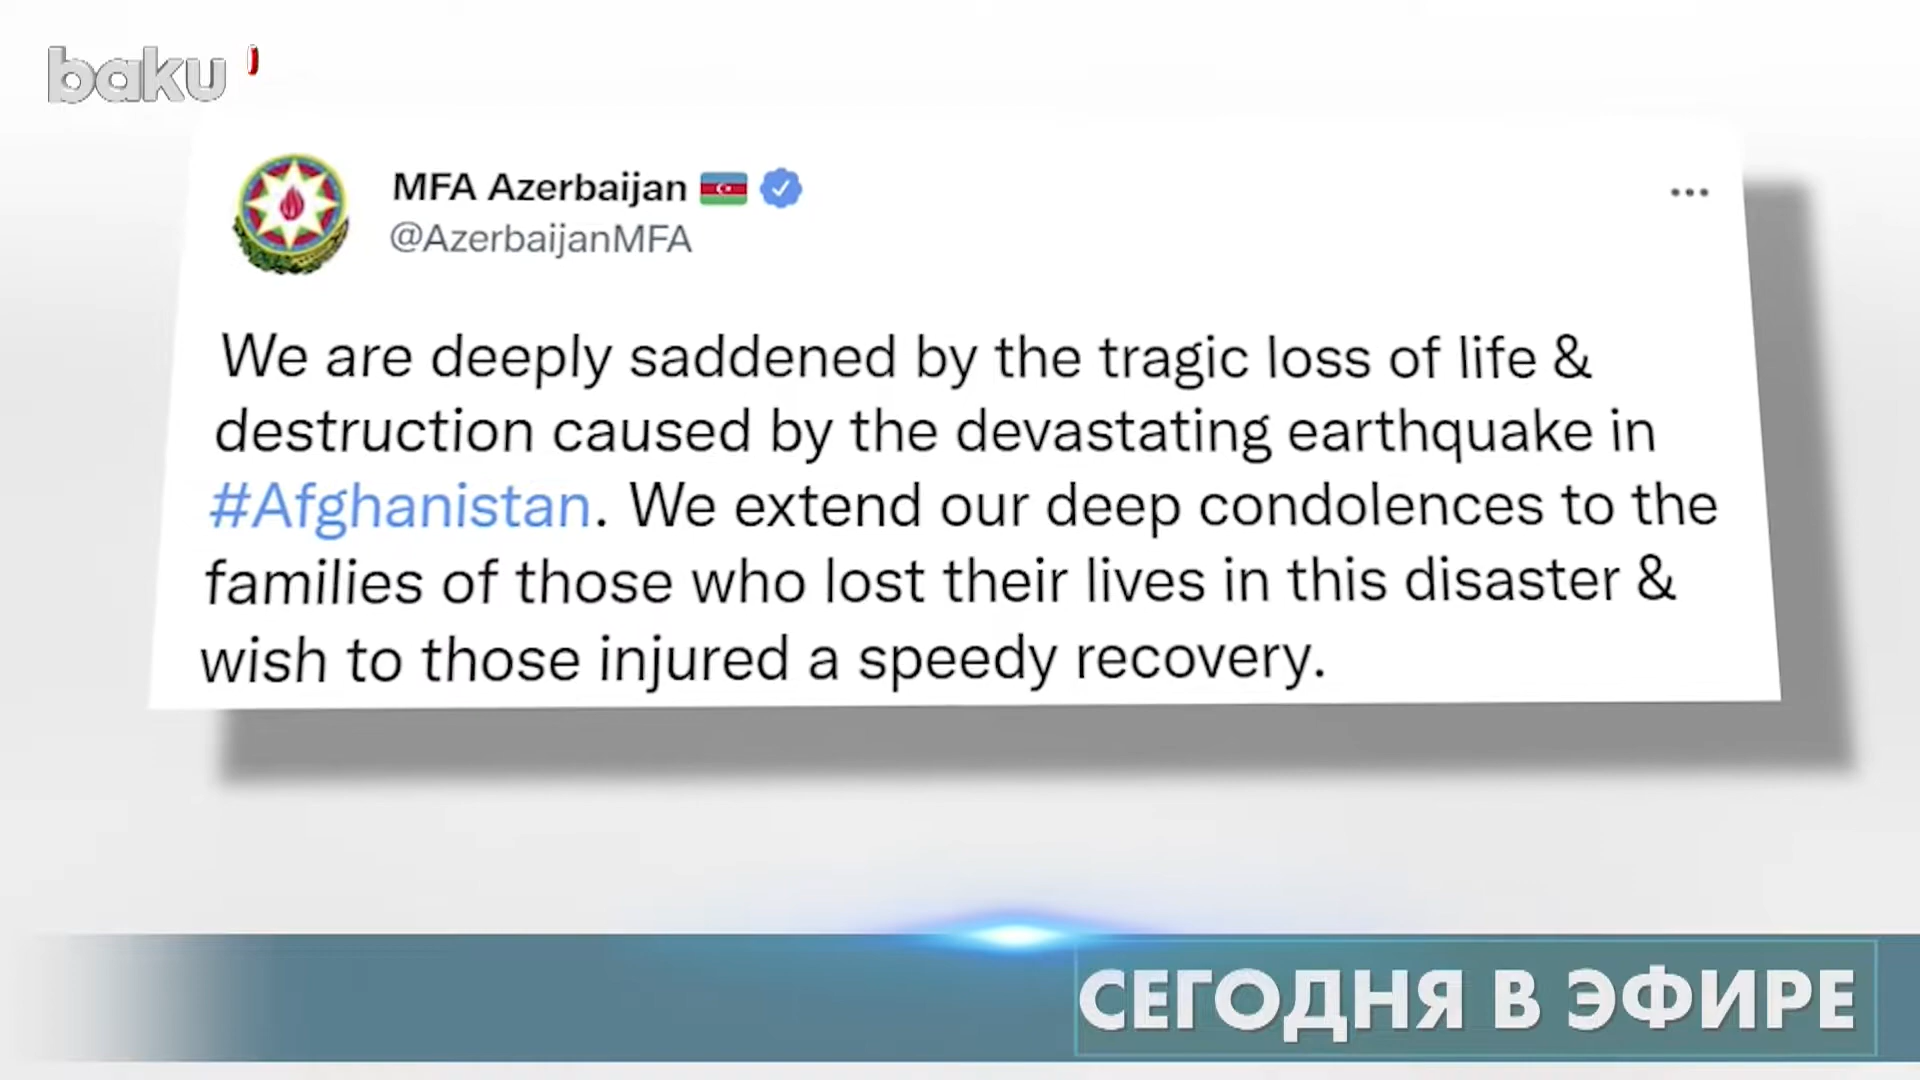 baku
MFA Azerbaijan
@AzerbaijanMFA
We are deeply saddened by the tragic loss of life &
destruction caused by the devastating earthquake in
#Afghanistan. We extend our deep condolences to the
families of those who lost their lives in this disaster &
wish to those injured a speedy recovery.
СЕГОДНЯ В ЭФИРЕ